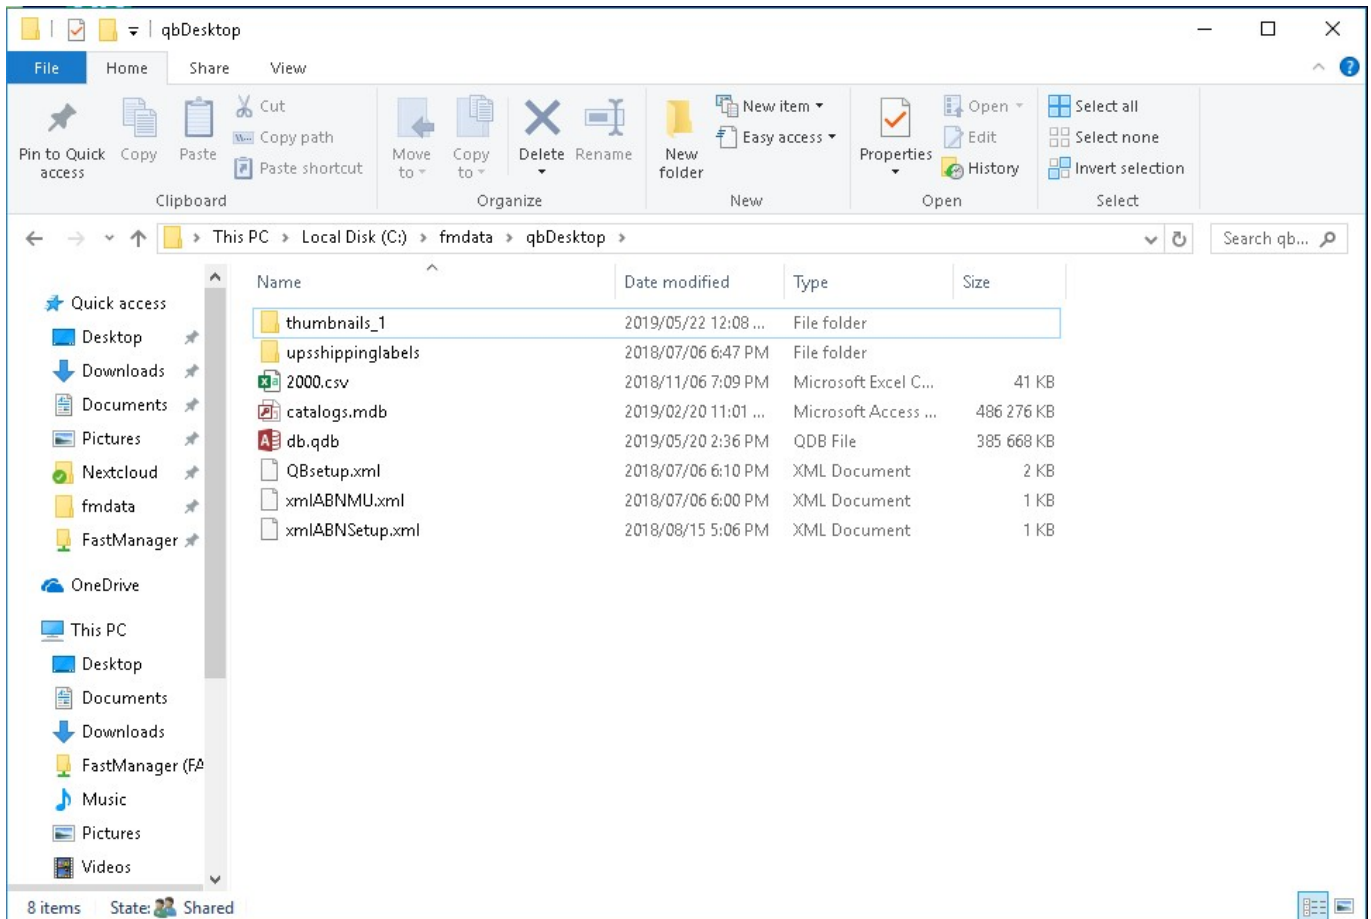 qbDesktop
File Home Share View
Pin to Quick access
Copy
Paste
Cut
Copy path
Paste shortcut
Clipboard
Move to
Copy to
Delete
Rename
Organize
New folder
New item
Easy access
New
Properties
Open
Edit
History
Open
Select all
Select none
Invert selection
Select
This PC > Local Disk (C:) > fmdata > qbDesktop >
Search qb...
Quick access
Desktop
Downloads
Documents
Pictures
Nextcloud
fmdata
FastManager
OneDrive
This PC
Desktop
Documents
Downloads
FastManager (FA
Music
Pictures
Videos
Name Date modified Type Size
thumbnails_1 2019/05/22 12:08 ... File folder
upsshippinglabels 2018/07/06 6:47 PM File folder
2000.csv 2018/11/06 7:09 PM Microsoft Excel C... 41 KB
catalogs.mdb 2019/02/20 11:01 ... Microsoft Access ... 486 276 KB
db.qdb 2019/05/20 2:36 PM QDB File 385 668 KB
QBsetup.xml 2018/07/06 6:10 PM XML Document 2 KB
xmlABNMU.xml 2018/07/06 6:00 PM XML Document 1 KB
xmlABNSetup.xml 2018/08/15 5:06 PM XML Document 1 KB
8 items State: Shared